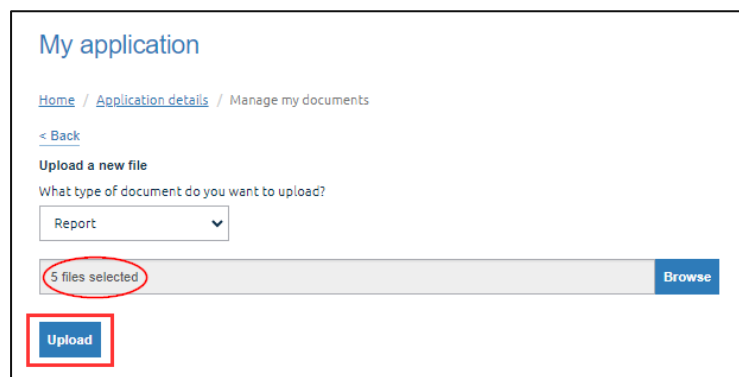 My application
Home / Application details / Manage my documents
< Back
Upload a new file
What type of document do you want to upload?
Report
5 files selected Browse
Upload